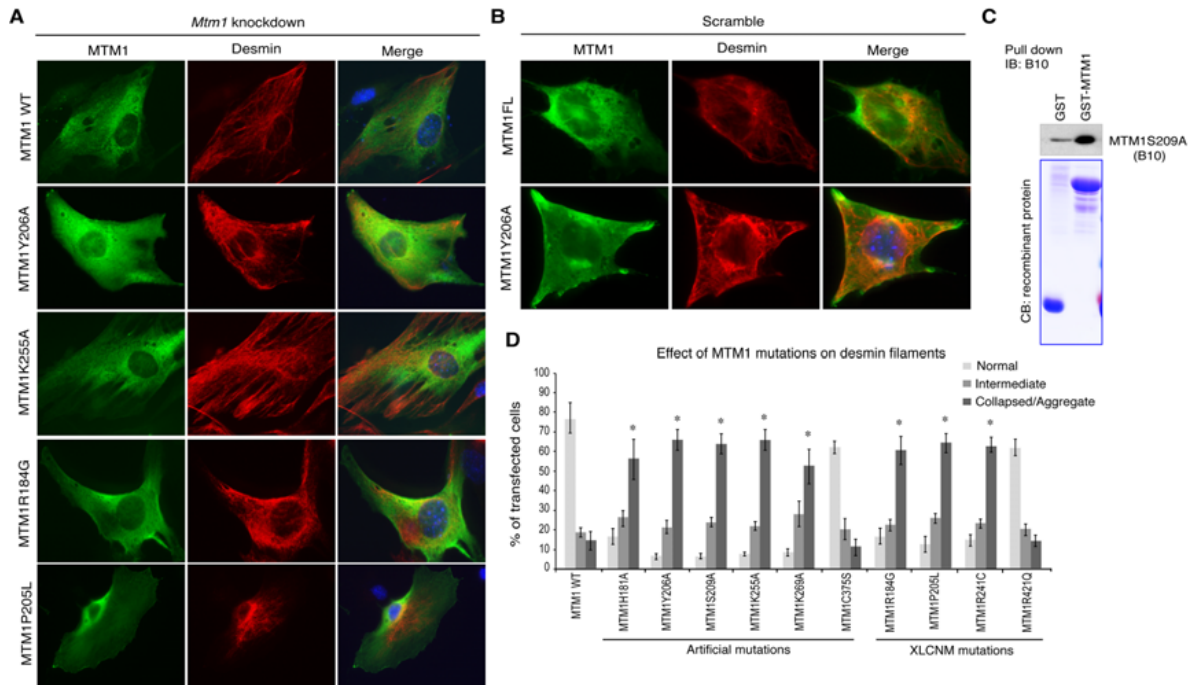 A
Mtm1 knockdown
MTM1 Desmin Merge
MTM1 WT
MTM1Y206A
MTM1K255A
MTM1R184G
MTM1P205L
B
Scramble
MTM1 Desmin Merge
MTM1FL
MTM1Y206A
C
Pull down
IB: B10
GST
GST-MTM1
MTM1S209A
(B10)
CB: recombinant protein
D
Effect of MTM1 mutations on desmin filaments
Normal
Intermediate
Collapsed/Aggregate
% of transfected cells
100
90
80
70
60
50
40
30
20
10
0
* * * * * * * *
MTM1 WT
MTM1H181A
MTM1Y206A
MTM1S209A
MTM1K255A
MTM1K269A
MTM1C375S
MTM1R184G
MTM1P205L
MTM1R241C
MTM1R421Q
Artificial mutations
XLCNM mutations